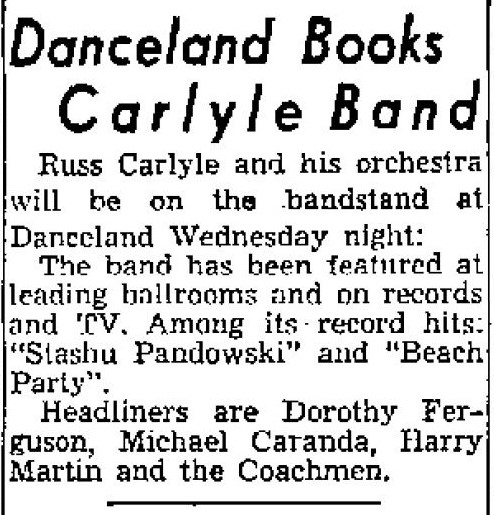 Danceland Books
Carlyle Band
Russ Carlyle and his orchestra
will be on the bandstand at
Danceland Wednesday night:
The band has been featured at
leading ballrooms and on records
and TV. Among its record hits:
"Stashu Pandowski" and "Beach
Party".
Headliners are Dorothy Fer-
guson, Michael Caranda, Harry
Martin and the Coachmen.